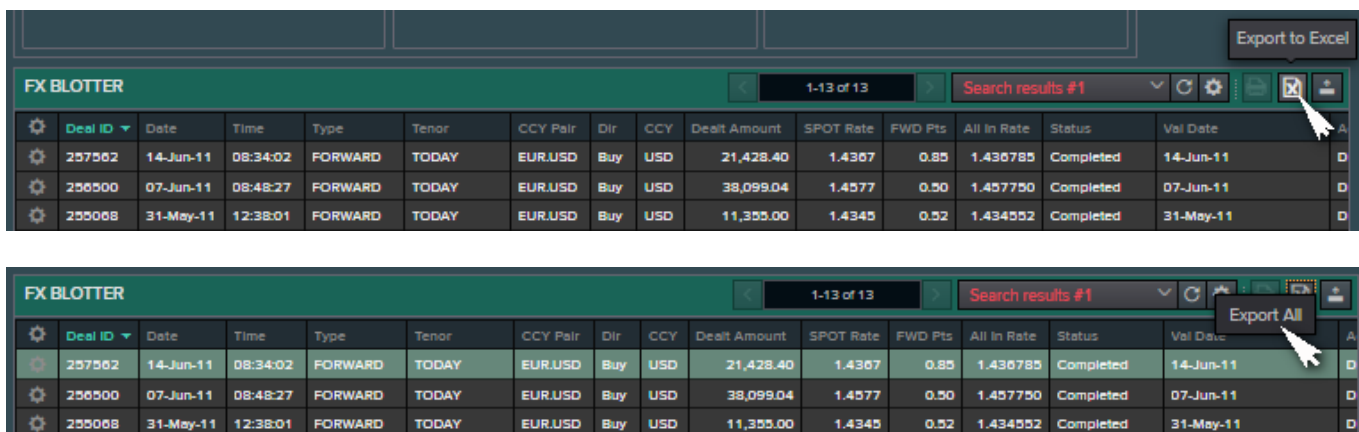 Export to Excel
FX BLOTTER 1-13 of 13 Search results #1
Deal ID Date Time Type Tenor CCY Pair Dir CCY Dealt Amount SPOT Rate FWD Pts All In Rate Status Val Date A
257562 14-Jun-11 08:34:02 FORWARD TODAY EUR.USD Buy USD 21,428.40 1.4367 0.85 1.436785 Completed 14-Jun-11 D
256500 07-Jun-11 08:48:27 FORWARD TODAY EUR.USD Buy USD 38,099.04 1.4577 0.50 1.457750 Completed 07-Jun-11 D
255068 31-May-11 12:38:01 FORWARD TODAY EUR.USD Buy USD 11,355.00 1.4345 0.52 1.434552 Completed 31-May-11 D
FX BLOTTER 1-13 of 13 Search results #1
Export All
Deal ID Date Time Type Tenor CCY Pair Dir CCY Dealt Amount SPOT Rate FWD Pts All In Rate Status Val Date A
257562 14-Jun-11 08:34:02 FORWARD TODAY EUR.USD Buy USD 21,428.40 1.4367 0.85 1.436785 Completed 14-Jun-11 D
256500 07-Jun-11 08:48:27 FORWARD TODAY EUR.USD Buy USD 38,099.04 1.4577 0.50 1.457750 Completed 07-Jun-11 D
255068 31-May-11 12:38:01 FORWARD TODAY EUR.USD Buy USD 11,355.00 1.4345 0.52 1.434552 Completed 31-May-11 D